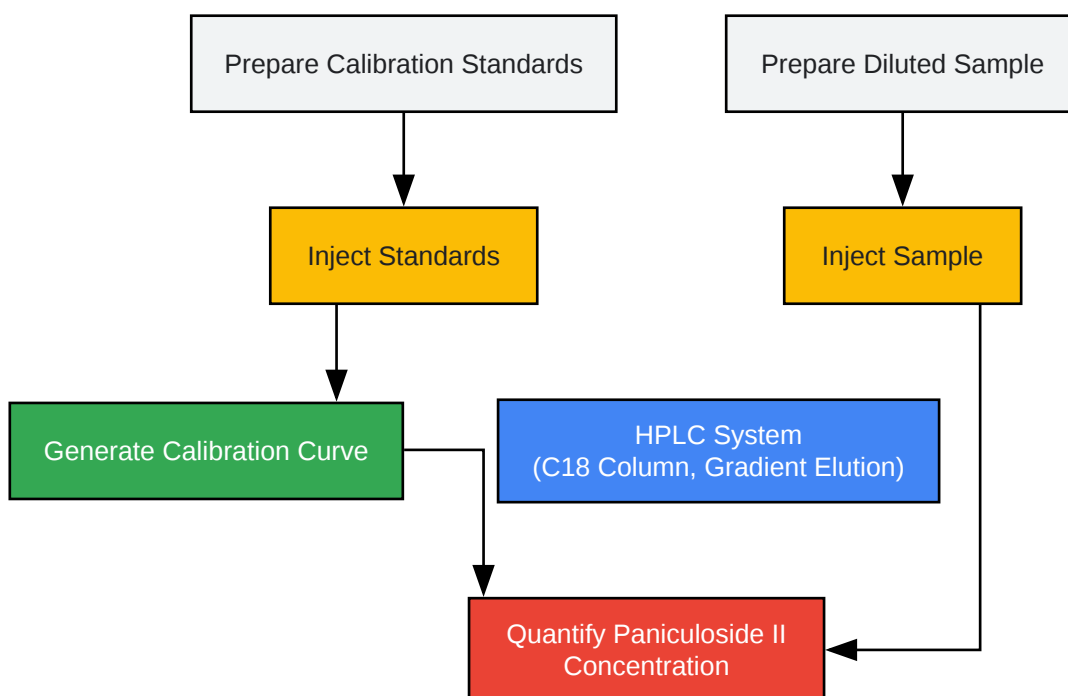 Prepare Calibration Standards
Prepare Diluted Sample
Inject Standards
Inject Sample
Generate Calibration Curve
HPLC System
(C18 Column, Gradient Elution)
Quantify Paniculoside II
Concentration